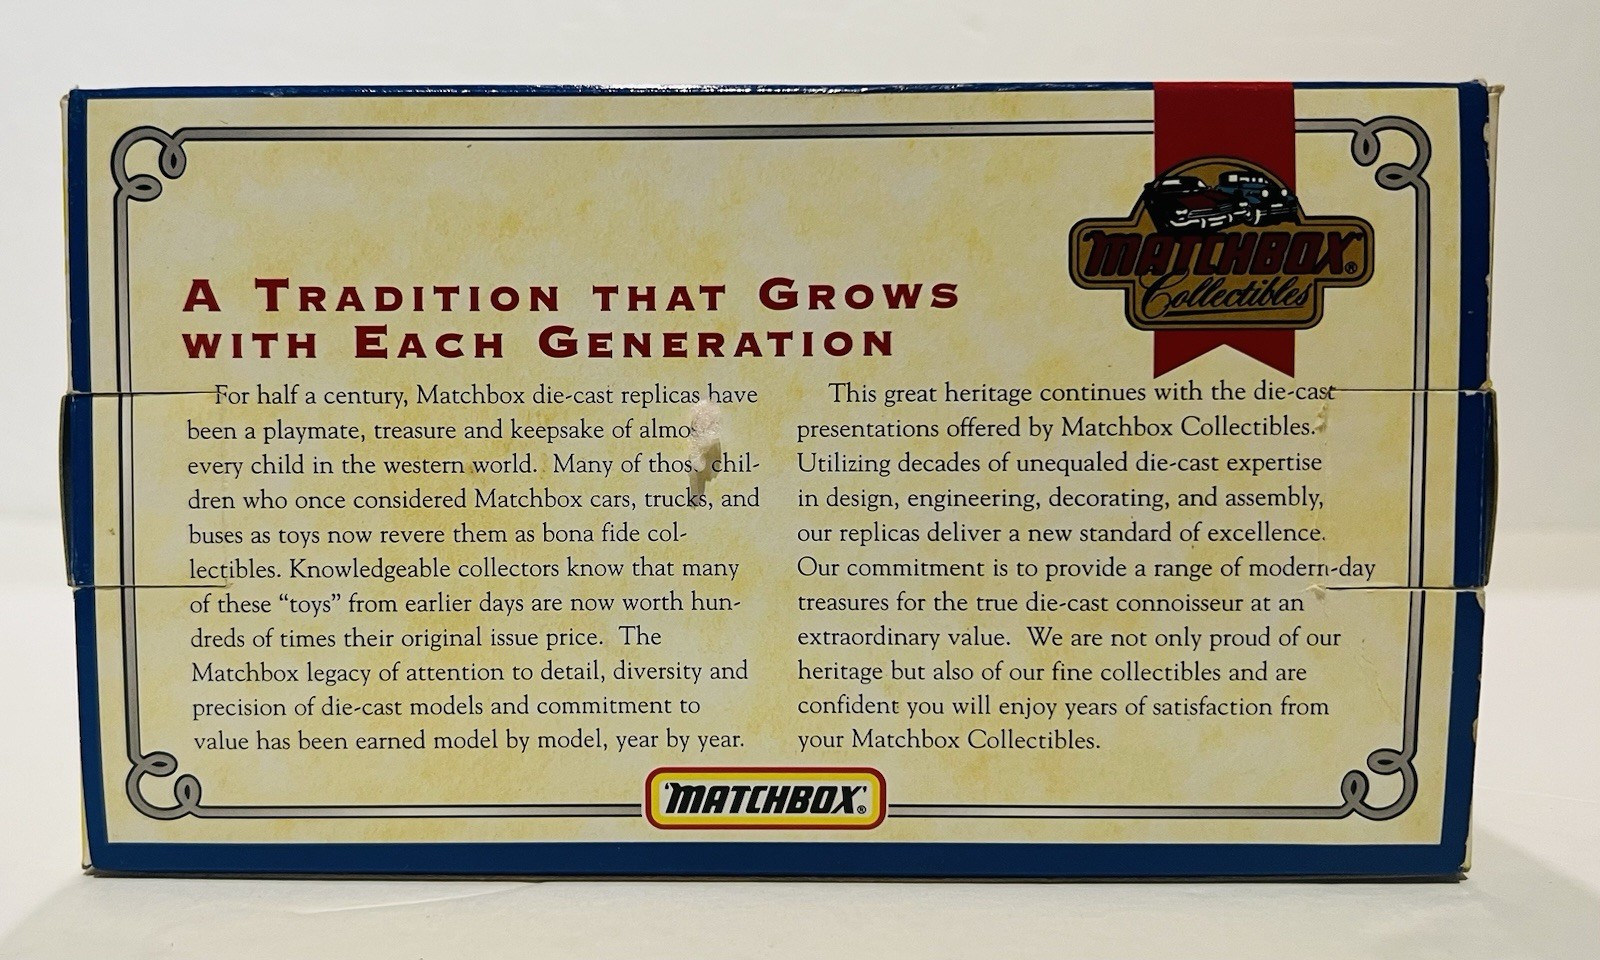 MATCHBOX®
Collectibles
A TRADITION THAT GROWS
WITH EACH GENERATION
For half a century, Matchbox die-cast replicas have
been a playmate, treasure and keepsake of almo
every child in the western world. Many of those chil-
dren who once considered Matchbox cars, trucks, and
buses as toys now revere them as bona fide col-
lectibles. Knowledgeable collectors know that many
of these “toys” from earlier days are now worth hun-
dreds of times their original issue price. The
Matchbox legacy of attention to detail, diversity and
precision of die-cast models and commitment to
value has been earned model by model, year by year.
This great heritage continues with the die-cast
presentations offered by Matchbox Collectibles.
Utilizing decades of unequaled die-cast expertise
in design, engineering, decorating, and assembly,
our replicas deliver a new standard of excellence.
Our commitment is to provide a range of modern-day
treasures for the true die-cast connoisseur at an
extraordinary value. We are not only proud of our
heritage but also of our fine collectibles and are
confident you will enjoy years of satisfaction from
your Matchbox Collectibles.
'MATCHBOX'®